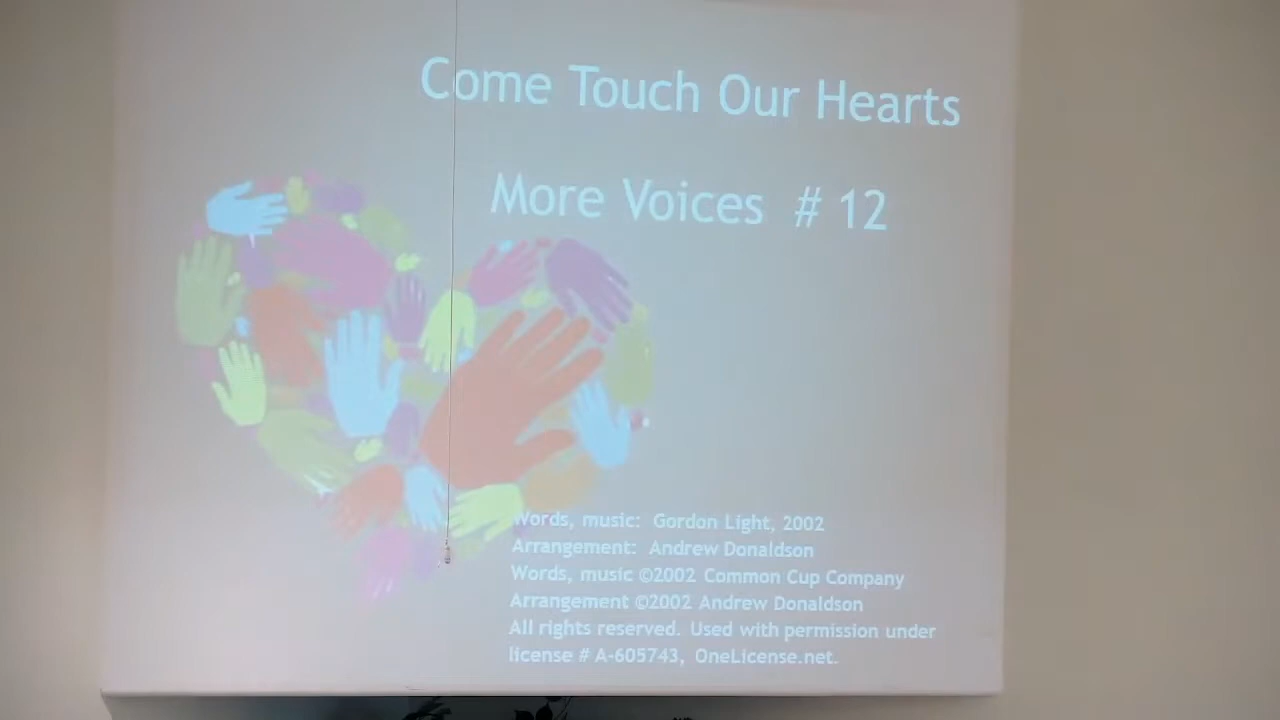 Come Touch Our Hearts
More Voices # 12
Words, music: Gordon Light, 2002
Arrangement: Andrew Donaldson
Words, music ©2002 Common Cup Company
Arrangement ©2002 Andrew Donaldson
All rights reserved. Used with permission under
license # A-605743, OneLicense.net.